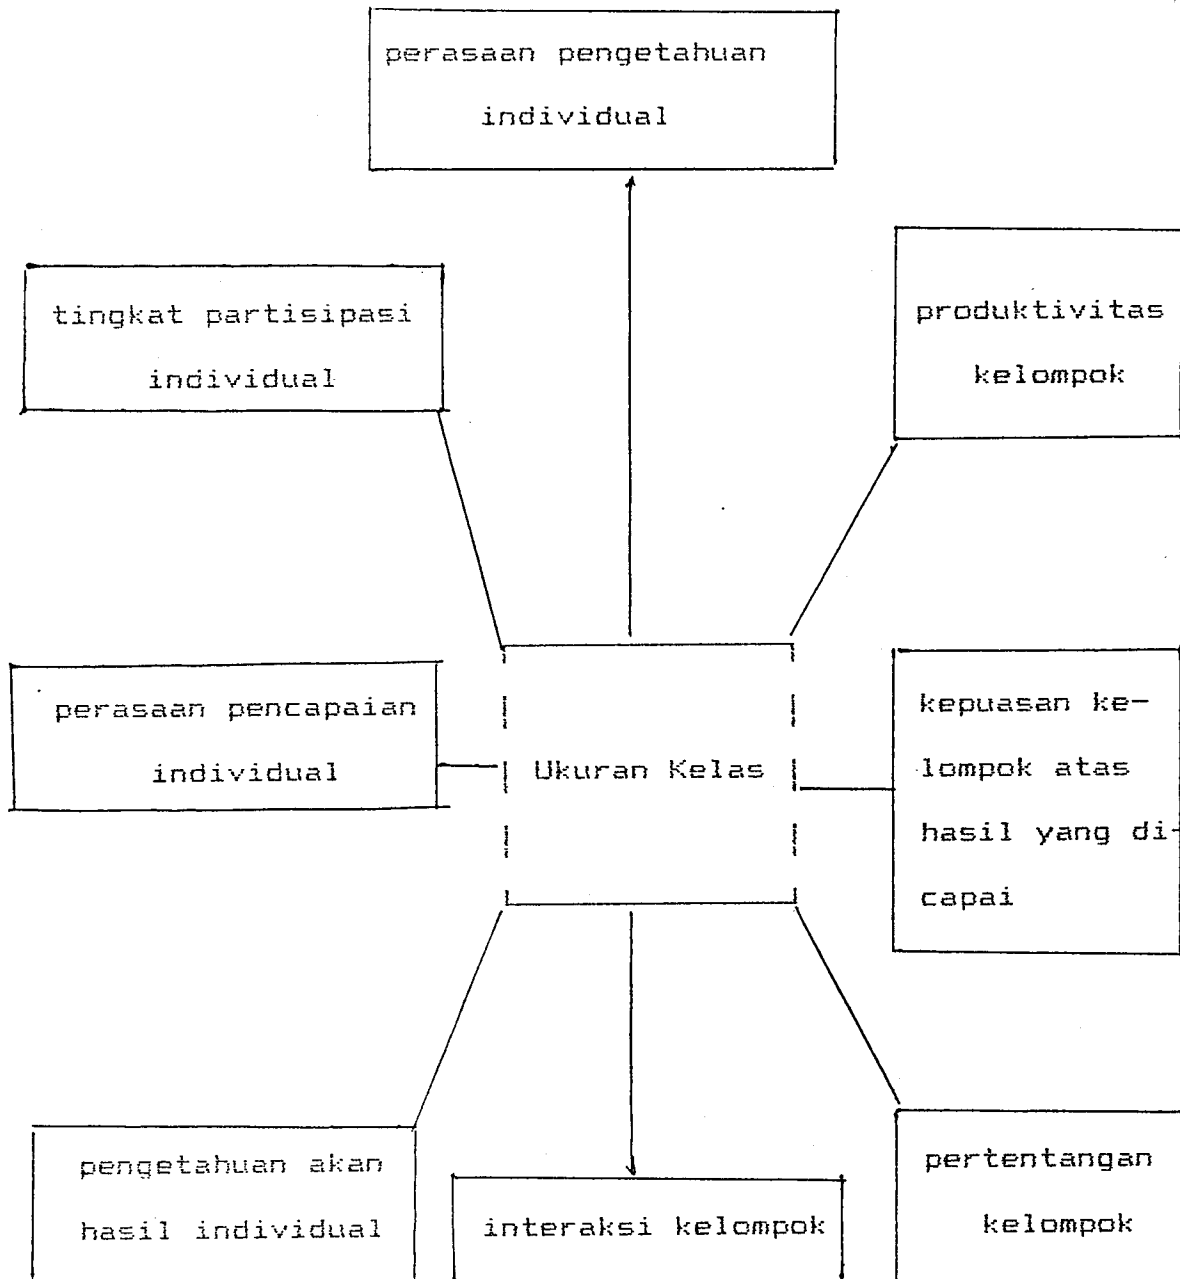 perasaan pengetahuan
individual
tingkat partisipasi
individual
produktivitas
kelompok
perasaan pencapaian
individual
Ukuran Kelas
kepuasan ke-
lompok atas
hasil yang di-
capai
pengetahuan akan
hasil individual
interaksi kelompok
pertentangan
kelompok